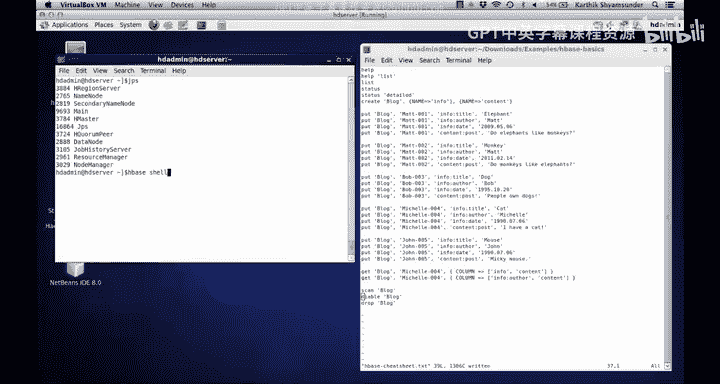 VirtualBox VM Machine View Devices Window Help
54%
Karthik Shyamsunder
hdserver [Running]
Applications Places System
hdadmin
GPT中英字幕课程资源
bilibili
hdadmin@hdserver:~
File Edit View Search Terminal Help
hdadmin@hdserver ~]$jps
3884 HRegionServer
2765 NameNode
2819 SecondaryNameNode
9693 Main
3784 HMaster
16064 Jps
3724 HQuorumPeer
2888 DataNode
3105 JobHistoryServer
2961 ResourceManager
3029 NodeManager
hdadmin@hdserver ~]$hbase shell
NetBeans IDE 8.0
hdadmin@hdserver:~/Downloads/Examples/hbase-basics
File Edit View Search Terminal Help
help
help 'list'
list
status
status 'detailed'
create 'Blog', {NAME=>'info'}, {NAME=>'content'}
put 'Blog', 'Matt-001', 'info:title', 'Elephant'
put 'Blog', 'Matt-001', 'info:author', 'Matt'
put 'Blog', 'Matt-001', 'info:date', '2009.05.06'
put 'Blog', 'Matt-001', 'content:post', 'Do elephants like monkeys?'
put 'Blog', 'Matt-002', 'info:title', 'Monkey'
put 'Blog', 'Matt-002', 'info:author', 'Matt'
put 'Blog', 'Matt-002', 'info:date', '2011.02.14'
put 'Blog', 'Matt-002', 'content:post', 'Do monkeys like elephants?'
put 'Blog', 'Bob-003', 'info:title', 'Dog'
put 'Blog', 'Bob-003', 'info:author', 'Bob'
put 'Blog', 'Bob-003', 'info:date', '1995.10.20'
put 'Blog', 'Bob-003', 'content:post', 'People own dogs!'
put 'Blog', 'Michelle-004', 'info:title', 'Cat'
put 'Blog', 'Michelle-004', 'info:author', 'Michelle'
put 'Blog', 'Michelle-004', 'info:date', '1990.07.06'
put 'Blog', 'Michelle-004', 'content:post', 'I have a cat!'
put 'Blog', 'John-005', 'info:title', 'Mouse'
put 'Blog', 'John-005', 'info:author', 'John'
put 'Blog', 'John-005', 'info:date', '1990.07.06'
put 'Blog', 'John-005', 'content:post', 'Micky mouse.'
get 'Blog', 'Michelle-004', { COLUMN => ['info', 'content'] }
get 'Blog', 'Michelle-004', { COLUMN => ['info:author', 'content'] }
scan 'Blog'
disable 'Blog'
drop 'Blog'
"hbase-cheatsheet.txt" 39L, 1306C written
37,1
All